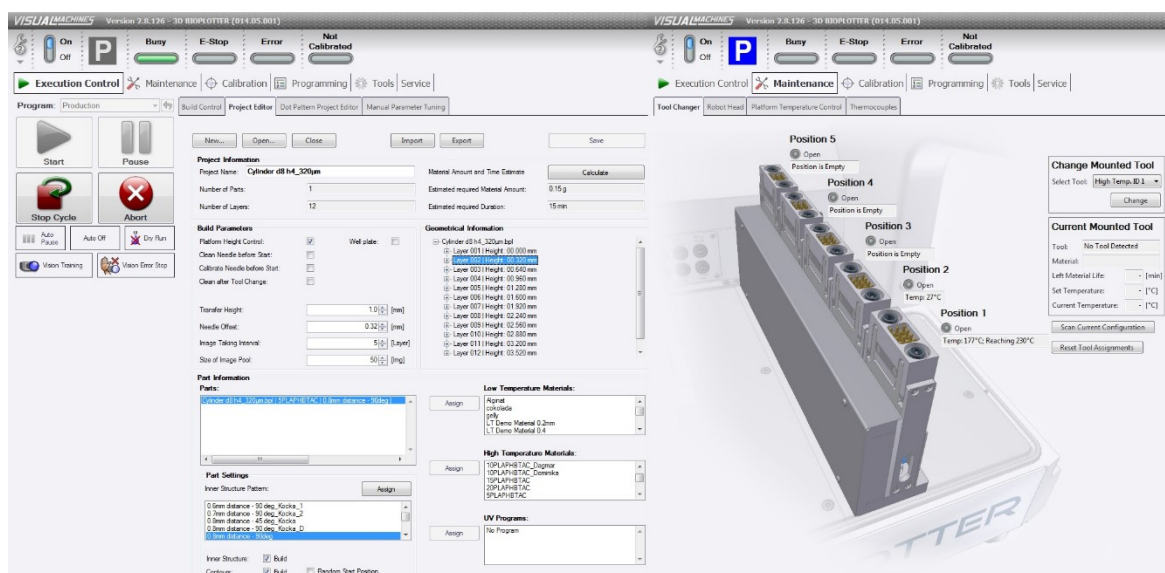 VISUALMACHINES Version 2.8.126 - 3D BIOPLOTTER (014.05.001)
On
Off
P
Busy
E-Stop
Error
Not
Calibrated
Execution Control
Maintenance
Calibration
Programming
Tools
Service
Program: Production
Build Control
Project Editor
Dot Pattern Project Editor
Manual Parameter Tuning
Start
Pause
Stop Cycle
Abort
Auto
Pause
Auto Off
Dry Run
Vision Training
Vision Error Stop
New...
Open...
Close
Import
Export
Save
Project Information
Project Name: Cylinder d8 h4_320µm
Number of Parts: 1
Number of Layers: 12
Material Amount and Time Estimate
Calculate
Estimated required Material Amount: 0.15 g
Estimated required Duration: 15 min
Build Parameters
Platform Height Control:
Well plate:
Clean Needle before Start:
Calibrate Needle before Start:
Clean after Tool Change:
Transfer Height: 1.0 [mm]
Needle Offset: 0.32 [mm]
Image Taking Interval: 5 [Layer]
Size of Image Pool: 50 [Img]
Geometrical Information
Cylinder d8 h4_320µm.bpl
Layer 001 | Height: 00.000 mm
Layer 002 | Height: 00.320 mm
Layer 003 | Height: 00.640 mm
Layer 004 | Height: 00.960 mm
Layer 005 | Height: 01.280 mm
Layer 006 | Height: 01.600 mm
Layer 007 | Height: 01.920 mm
Layer 008 | Height: 02.240 mm
Layer 009 | Height: 02.560 mm
Layer 010 | Height: 02.880 mm
Layer 011 | Height: 03.200 mm
Layer 012 | Height: 03.520 mm
Part Information
Parts:
Cylinder d8 h4_320µm.bpl | 5PLAPHBTAC | 0.8mm distance - 90deg |
Low Temperature Materials:
Assign
Alginat
cokolada
gelly
LT Demo Material 0.2mm
LT Demo Material 0.4
High Temperature Materials:
Assign
10PLAPHBTAC_Dagmar
10PLAPHBTAC_Dominika
15PLAPHBTAC
20PLAPHBTAC
5PLAPHBTAC
Part Settings
Inner Structure Pattern:
Assign
0.6mm distance - 90 deg_Kocka_1
0.7mm distance - 90 deg_Kocka_2
0.8mm distance - 45 deg_Kocka
0.8mm distance - 90 deg_Kocka_D
0.8mm distance - 90deg
UV Programs:
Assign
No Program
Inner Structure: Build
Contours: Build
Random Start Position
VISUALMACHINES Version 2.8.126 - 3D BIOPLOTTER (014.05.001)
On
Off
P
Busy
E-Stop
Error
Not
Calibrated
Execution Control
Maintenance
Calibration
Programming
Tools
Service
Tool Changer
Robot Head
Platform Temperature Control
Thermocouples
Position 5
Open
Position is Empty
Position 4
Open
Position is Empty
Position 3
Open
Position is Empty
Position 2
Open
Temp: 27°C
Position 1
Open
Temp: 177°C; Reaching 230°C
Change Mounted Tool
Select Tool: High Temp. ID 1
Change
Current Mounted Tool
Tool: No Tool Detected
Material:
Left Material Life: - [min]
Set Temperature: - [°C]
Current Temperature: - [°C]
Scan Current Configuration
Reset Tool Assignments
OTTER